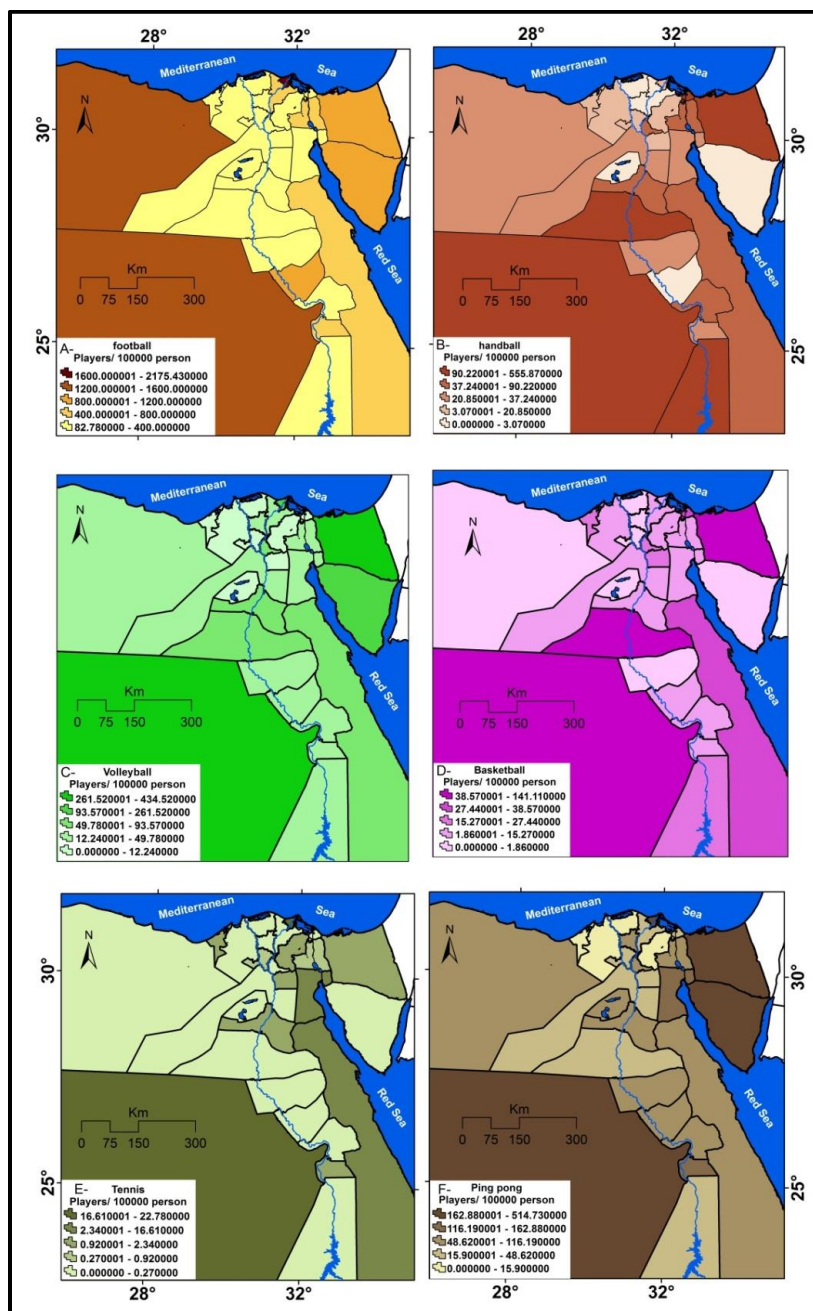 28° 32°
28° 32°
Mediterranean Sea
N
30°
Red Sea
Km
0 75 150 300
25°
A- football
Players/ 100000 person
1600.000001 - 2175.430000
1200.000001 - 1600.000000
800.000001 - 1200.000000
400.000001 - 800.000000
82.780000 - 400.000000
Mediterranean Sea
N
30°
Red Sea
Km
0 75 150 300
25°
B- handball
Players/ 100000 person
90.220001 - 555.870000
37.240001 - 90.220000
20.850001 - 37.240000
3.070001 - 20.850000
0.000000 - 3.070000
Mediterranean Sea
N
Red Sea
Km
0 75 150 300
C- Volleyball
Players/ 100000 person
261.520001 - 434.520000
93.570001 - 261.520000
49.780001 - 93.570000
12.240001 - 49.780000
0.000000 - 12.240000
Mediterranean Sea
N
Red Sea
Km
0 75 150 300
D- Basketball
Players/ 100000 person
38.570001 - 141.110000
27.440001 - 38.570000
15.270001 - 27.440000
1.860001 - 15.270000
0.000000 - 1.860000
Mediterranean Sea
N
30°
Red Sea
Km
0 75 150 300
25°
E- Tennis
Players/ 100000 person
16.610001 - 22.780000
2.340001 - 16.610000
0.920001 - 2.340000
0.270001 - 0.920000
0.000000 - 0.270000
Mediterranean Sea
N
30°
Red Sea
Km
0 75 150 300
25°
F- Ping pong
Players/ 100000 person
162.880001 - 514.730000
116.190001 - 162.880000
48.620001 - 116.190000
15.900001 - 48.620000
0.000000 - 15.900000
28° 32°
28° 32°